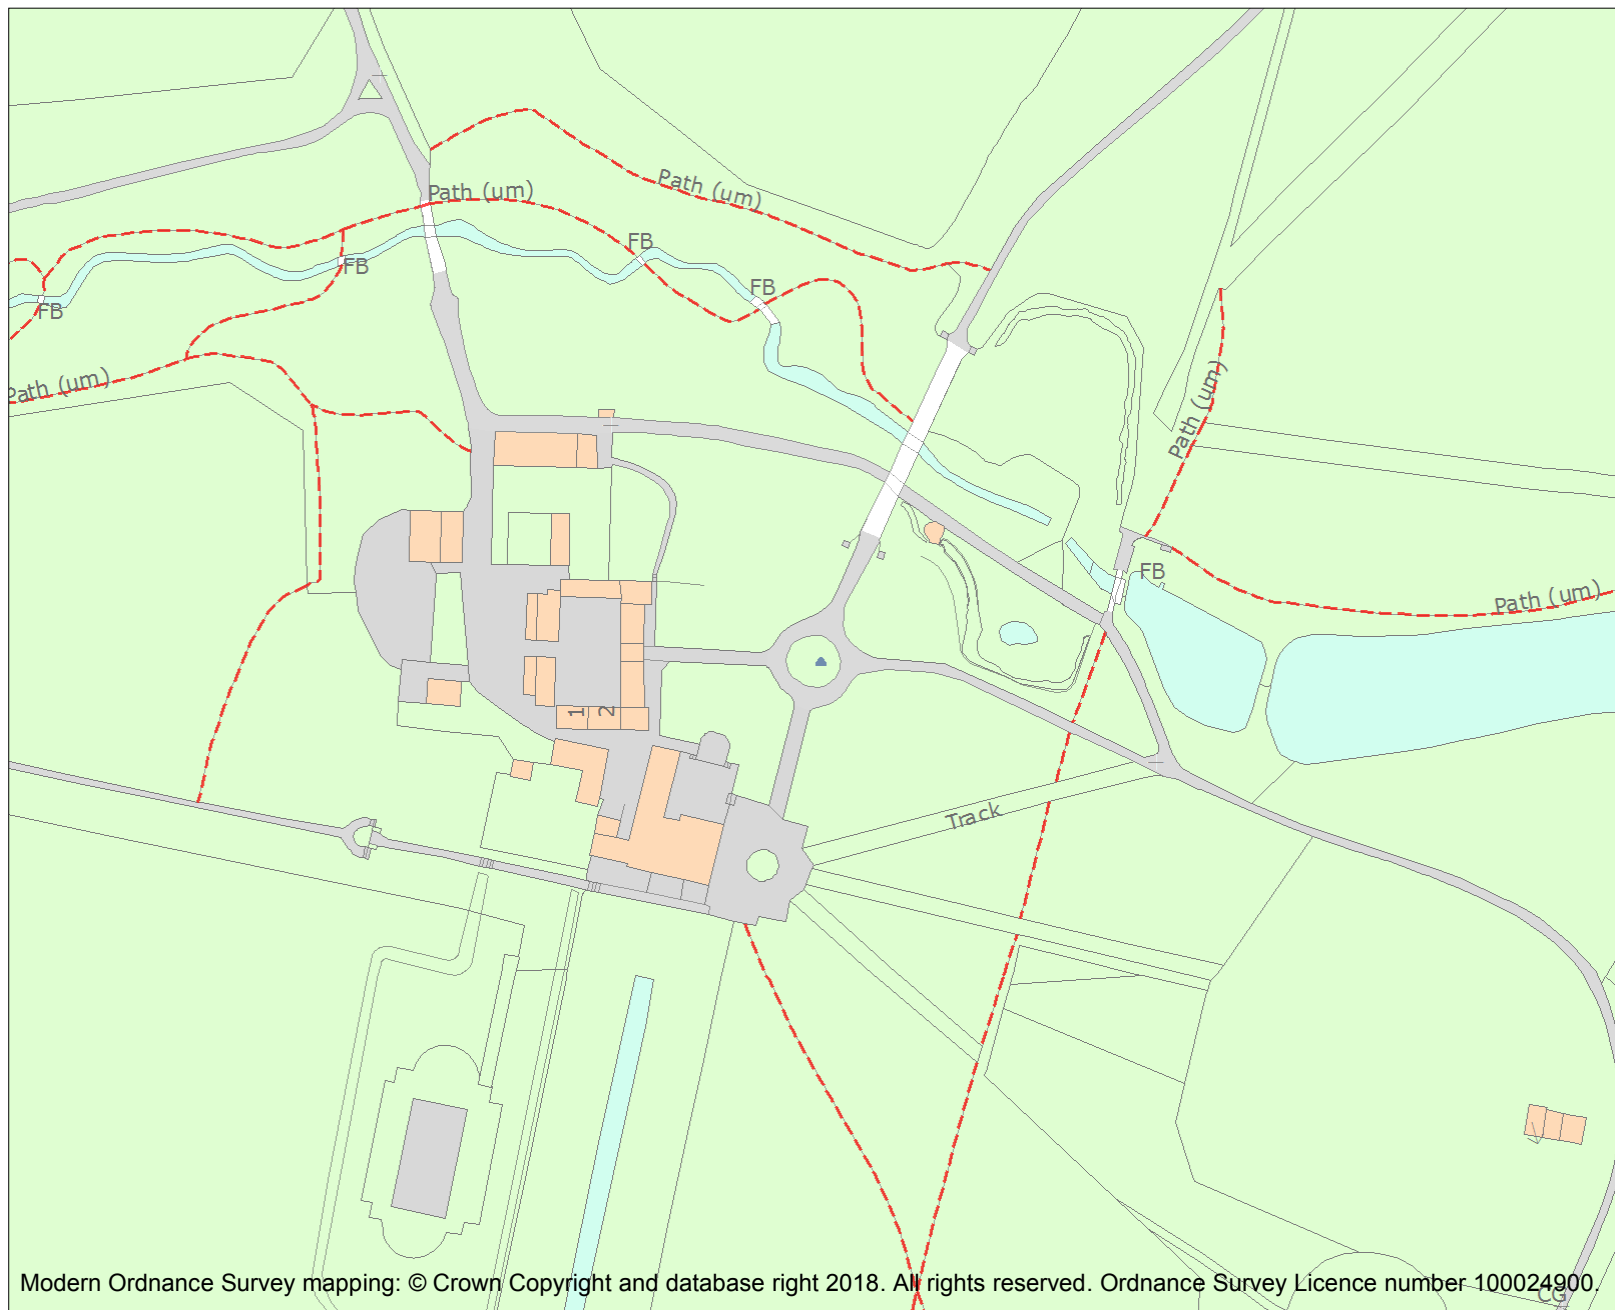 Path (um)
Path (um)
FB
FB
FB
FB
Path (um)
Path (um)
FB
Path (um)
1
2
Track
Modern Ordnance Survey mapping: © Crown Copyright and database right 2018. All rights reserved. Ordnance Survey Licence number 100024900.
CG